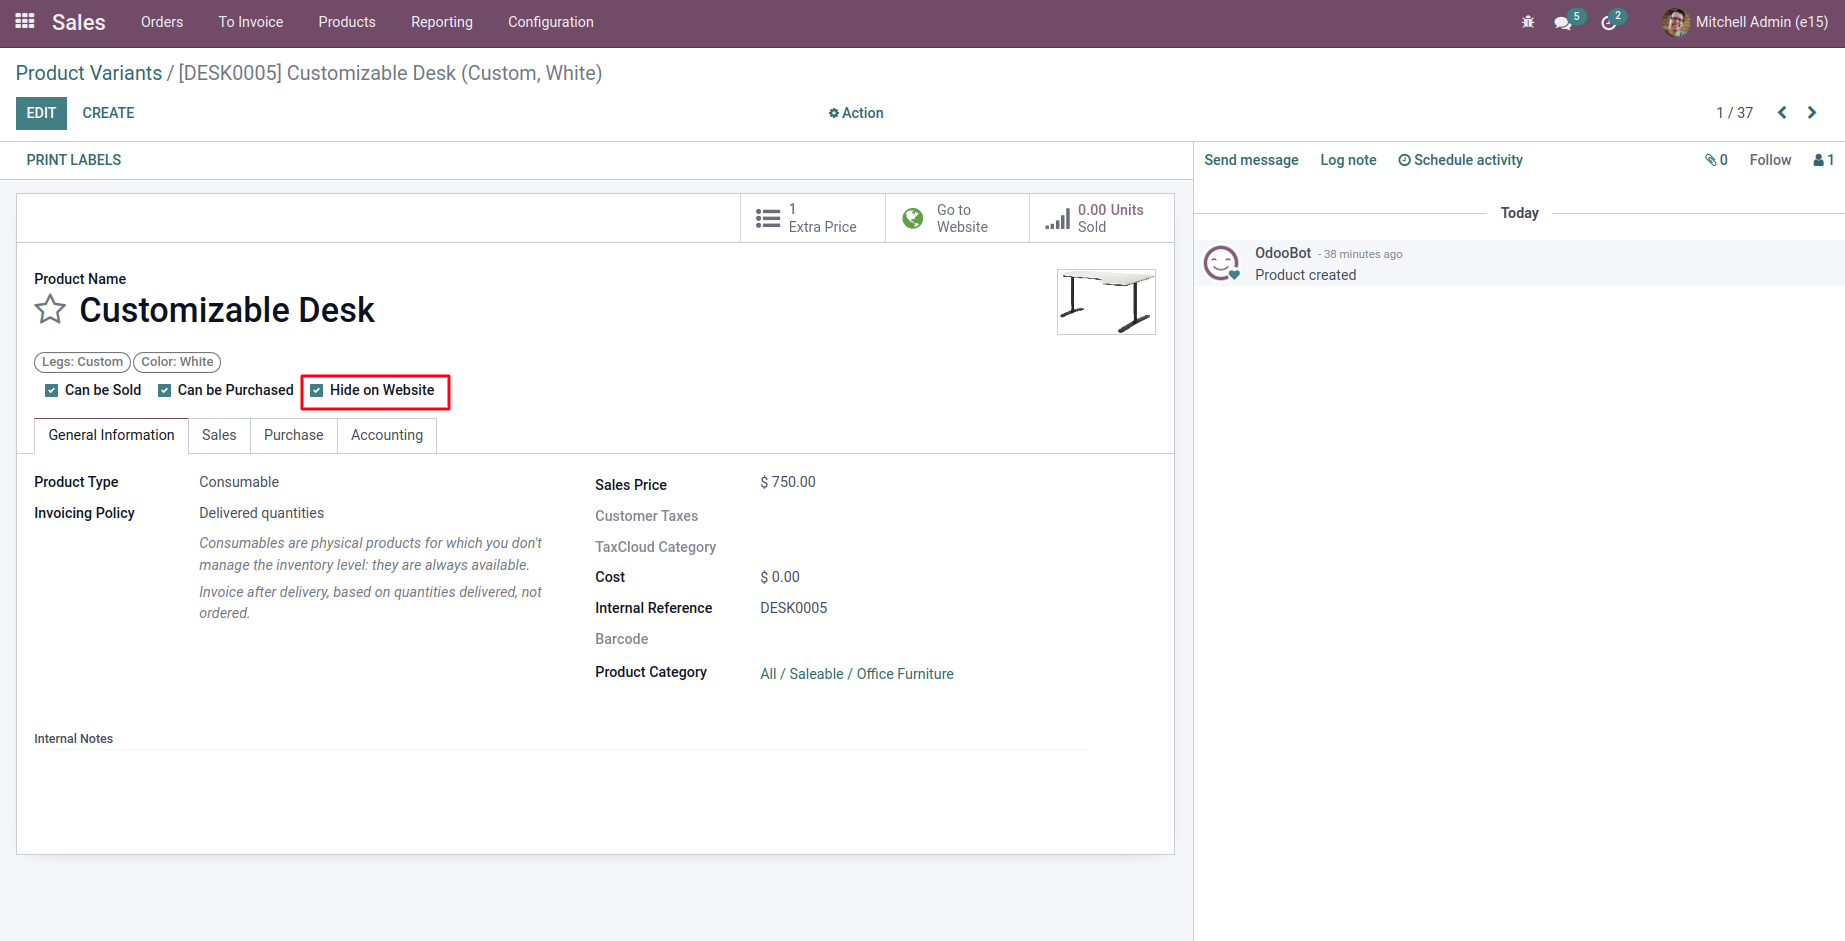 Sales Orders To Invoice Products Reporting Configuration 5 2 Mitchell Admin (e15)
Product Variants / [DESK0005] Customizable Desk (Custom, White)
EDIT CREATE Action 1 / 37
PRINT LABELS
1
Extra Price
Go to
Website
0.00 Units
Sold
Product Name
Customizable Desk
Legs: Custom Color: White
Can be Sold Can be Purchased Hide on Website
General Information Sales Purchase Accounting
Product Type Consumable
Invoicing Policy Delivered quantities
Consumables are physical products for which you don't
manage the inventory level: they are always available.
Invoice after delivery, based on quantities delivered, not
ordered.
Sales Price $ 750.00
Customer Taxes
TaxCloud Category
Cost $ 0.00
Internal Reference DESK0005
Barcode
Product Category All / Saleable / Office Furniture
Internal Notes
Send message Log note Schedule activity 0 Follow 1
Today
OdooBot - 38 minutes ago
Product created